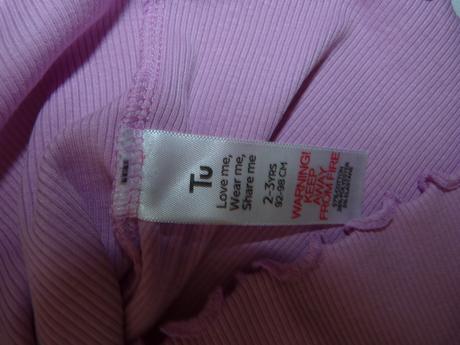 Tu
Love me,
Wear me,
Share me
2-3YRS
92-98 CM
WARNING!
KEEP
AWAY
FROM FIRE